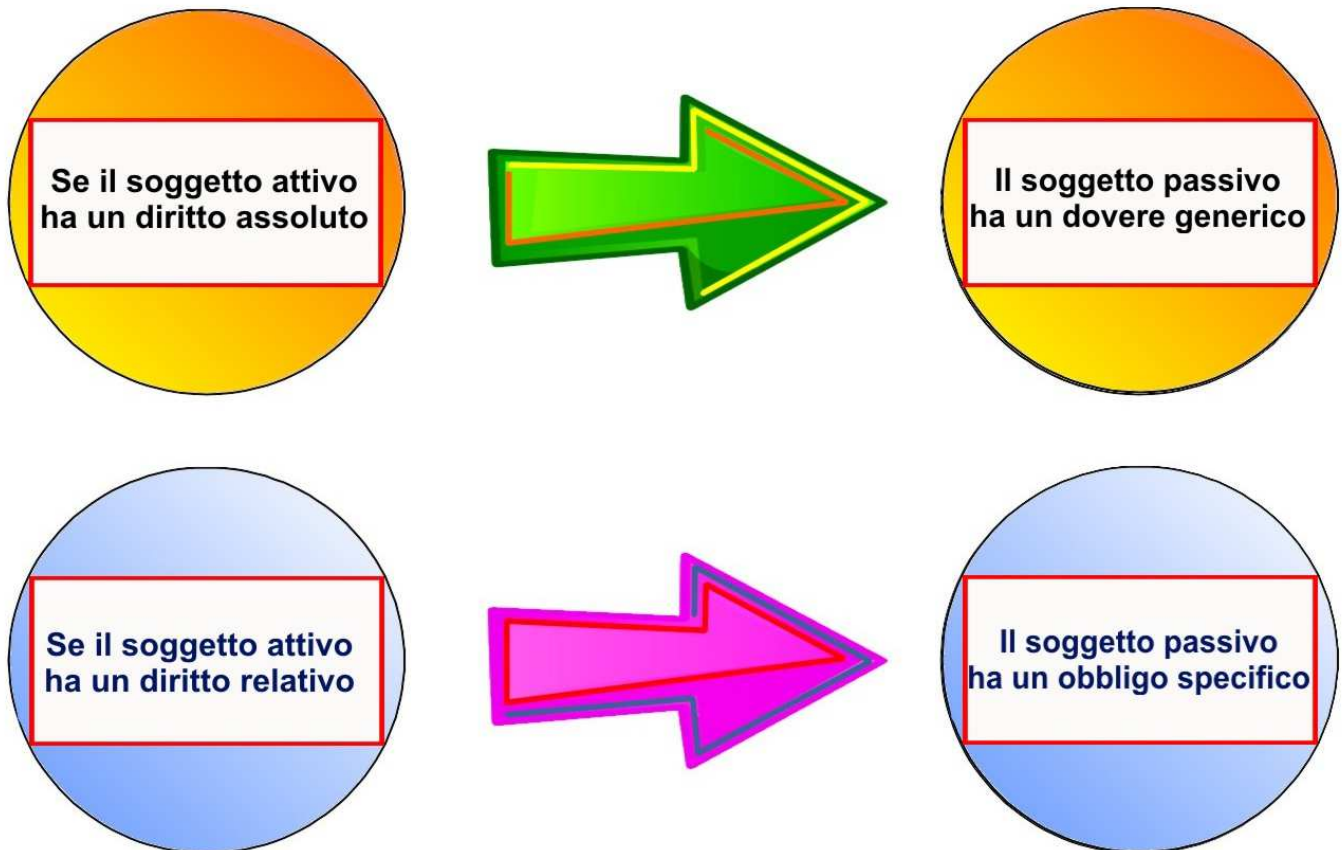 Se il soggetto attivo
ha un diritto assoluto
Il soggetto passivo
ha un dovere generico
Se il soggetto attivo
ha un diritto relativo
Il soggetto passivo
ha un obbligo specifico